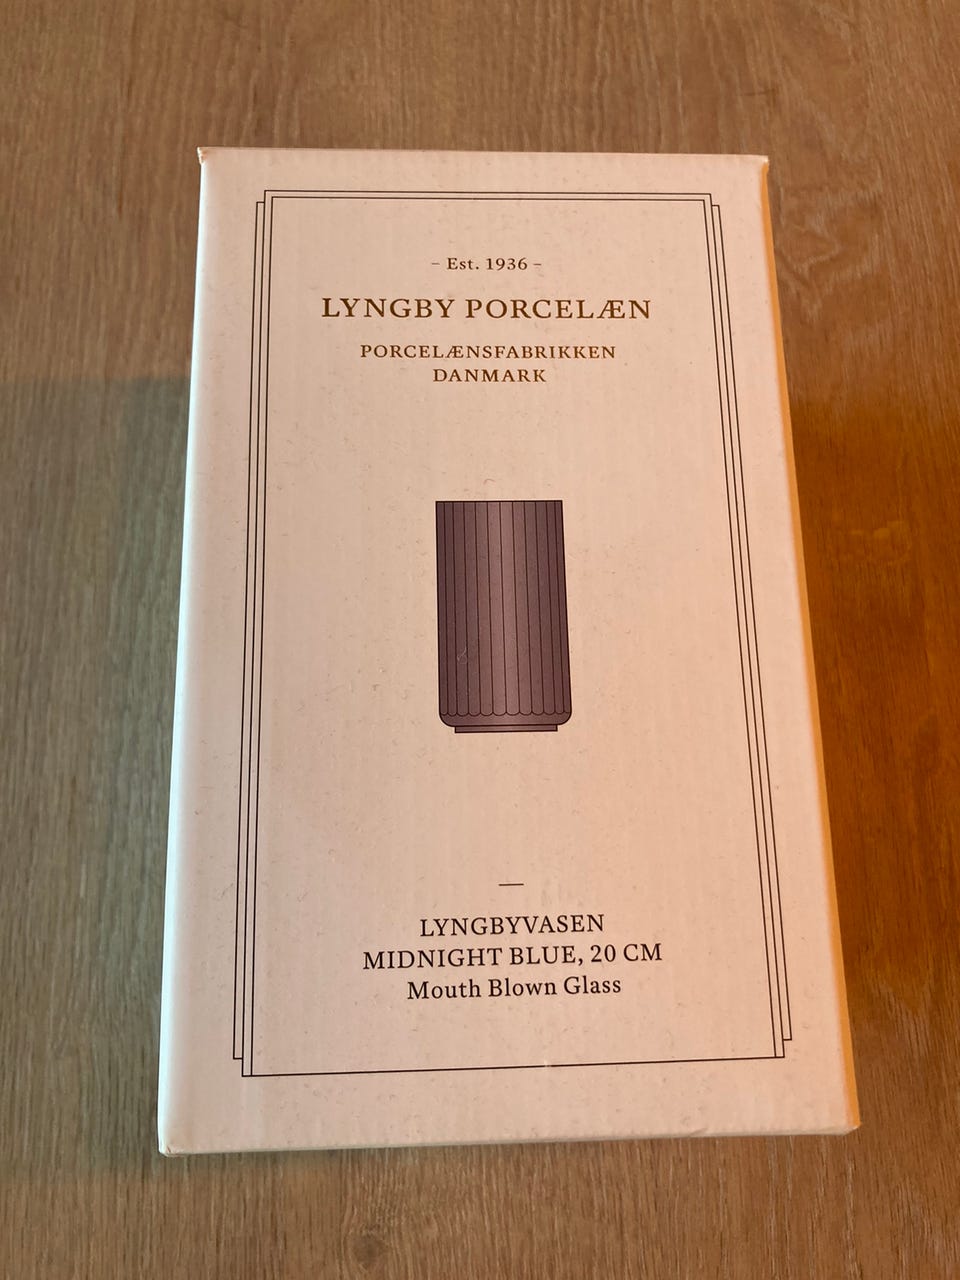 – Est. 1936 –
LYNGBY PORCELÆN
PORCELÆNSFABRIKKEN
DANMARK
LYNGBYVASEN
MIDNIGHT BLUE, 20 CM
Mouth Blown Glass